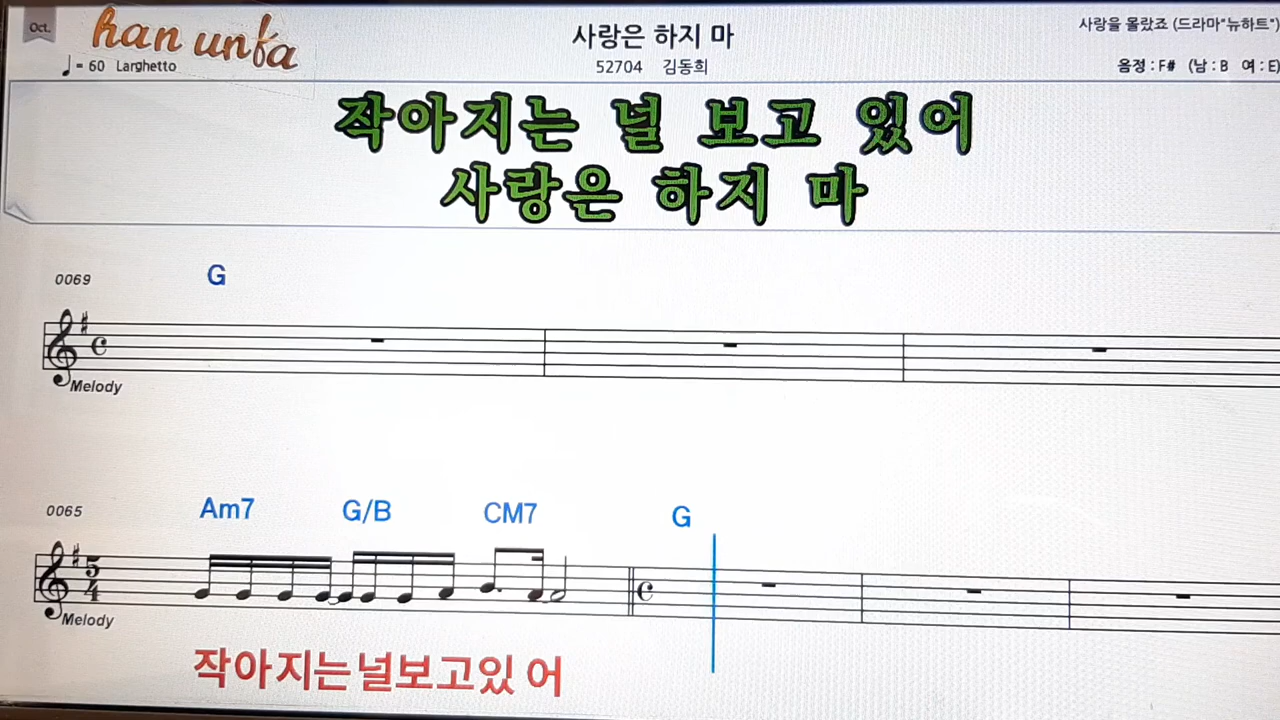 Oct.
han unfa
♩= 60 Larghetto
사랑은 하지 마
52704 김동희
사랑을 몰랐죠 (드라마"뉴하트")
음정 : F# (남 : B 여 : E)
작아지는 널 보고 있어
사랑은 하지 마
0069 G
Melody
0065 Am7 G/B CM7 G
5
4
Melody
작아지는널보고있 어